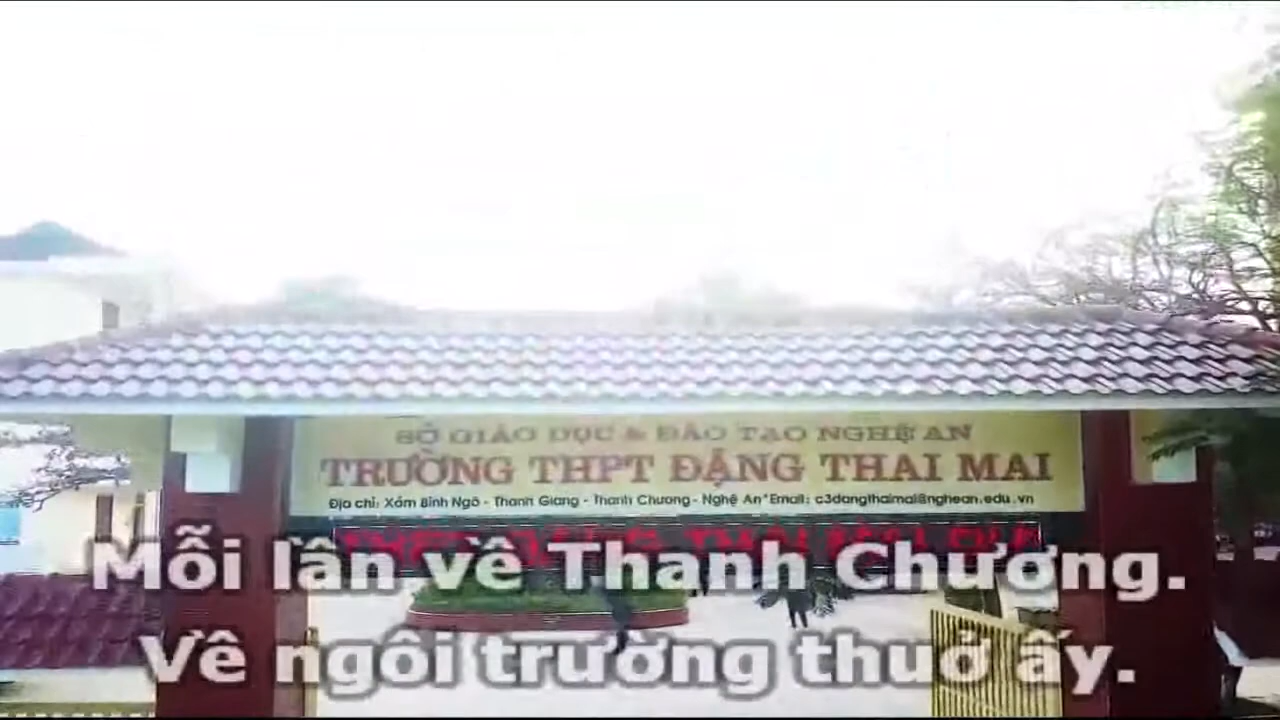 SỞ GIÁO DỤC & ĐÀO TẠO NGHỆ AN
TRƯỜNG THPT ĐẶNG THAI MAI
Địa chỉ: Xóm Bình Ngô - Thanh Giang - Thanh Chương - Nghệ An*Email: c3dangthaimai@nghean.edu.vn
Mỗi lần về Thanh Chương.
Về ngôi trường thuở ấy.